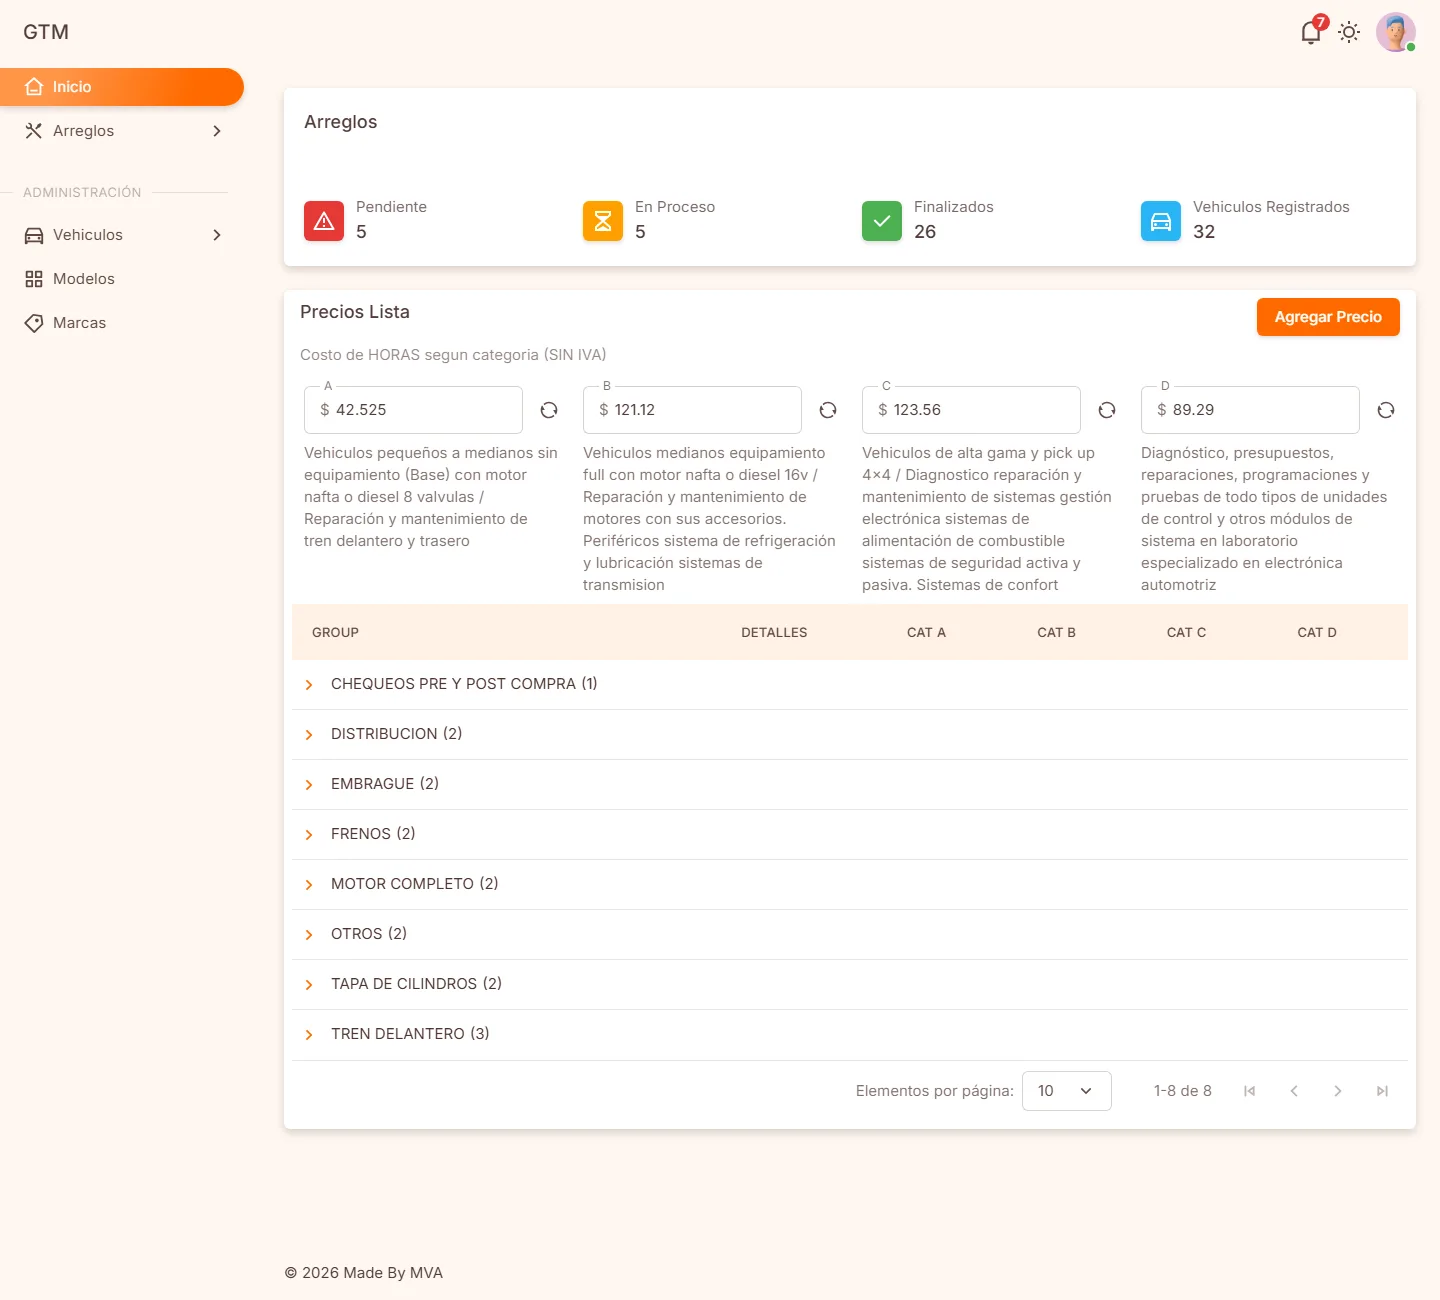 GTM
7
Inicio
Arreglos
ADMINISTRACIÓN
Vehiculos
Modelos
Marcas
Arreglos
Pendiente
5
En Proceso
5
Finalizados
26
Vehiculos Registrados
32
Precios Lista
Agregar Precio
Costo de HORAS segun categoria (SIN IVA)
A
$ 42.525
Vehiculos pequeños a medianos sin
equipamiento (Base) con motor
nafta o diesel 8 valvulas /
Reparación y mantenimiento de
tren delantero y trasero
B
$ 121.12
Vehiculos medianos equipamiento
full con motor nafta o diesel 16v /
Reparación y mantenimiento de
motores con sus accesorios.
Periféricos sistema de refrigeración
y lubricación sistemas de
transmision
C
$ 123.56
Vehiculos de alta gama y pick up
4x4 / Diagnostico reparación y
mantenimiento de sistemas gestión
electrónica sistemas de
alimentación de combustible
sistemas de seguridad activa y
pasiva. Sistemas de confort
D
$ 89.29
Diagnóstico, presupuestos,
reparaciones, programaciones y
pruebas de todo tipos de unidades
de control y otros módulos de
sistema en laboratorio
especializado en electrónica
automotriz
GROUP DETALLES CAT A CAT B CAT C CAT D
CHEQUEOS PRE Y POST COMPRA (1)
DISTRIBUCION (2)
EMBRAGUE (2)
FRENOS (2)
MOTOR COMPLETO (2)
OTROS (2)
TAPA DE CILINDROS (2)
TREN DELANTERO (3)
Elementos por página: 10 1-8 de 8
© 2026 Made By MVA